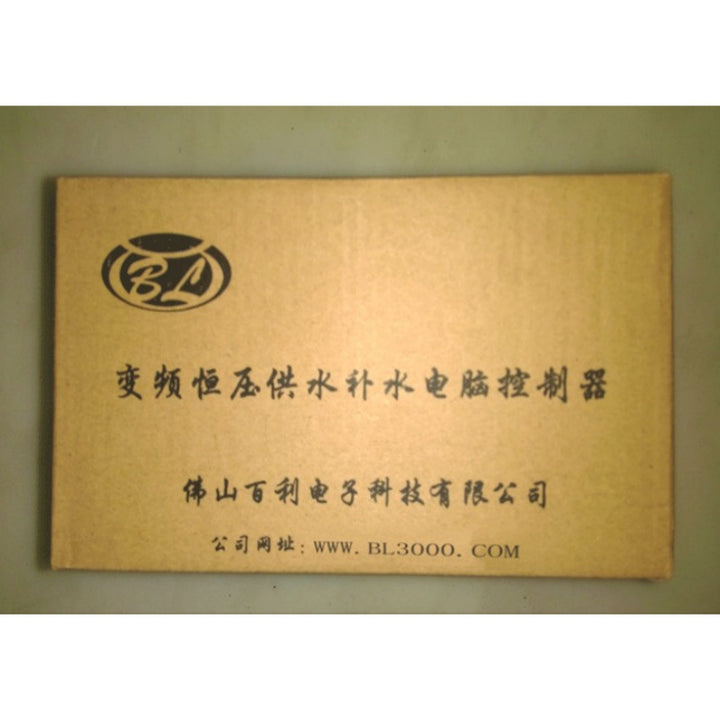 BL
变频恒压供水补水电脑控制器
佛山百利电子科技有限公司
公司网址: WWW. BL3000. COM